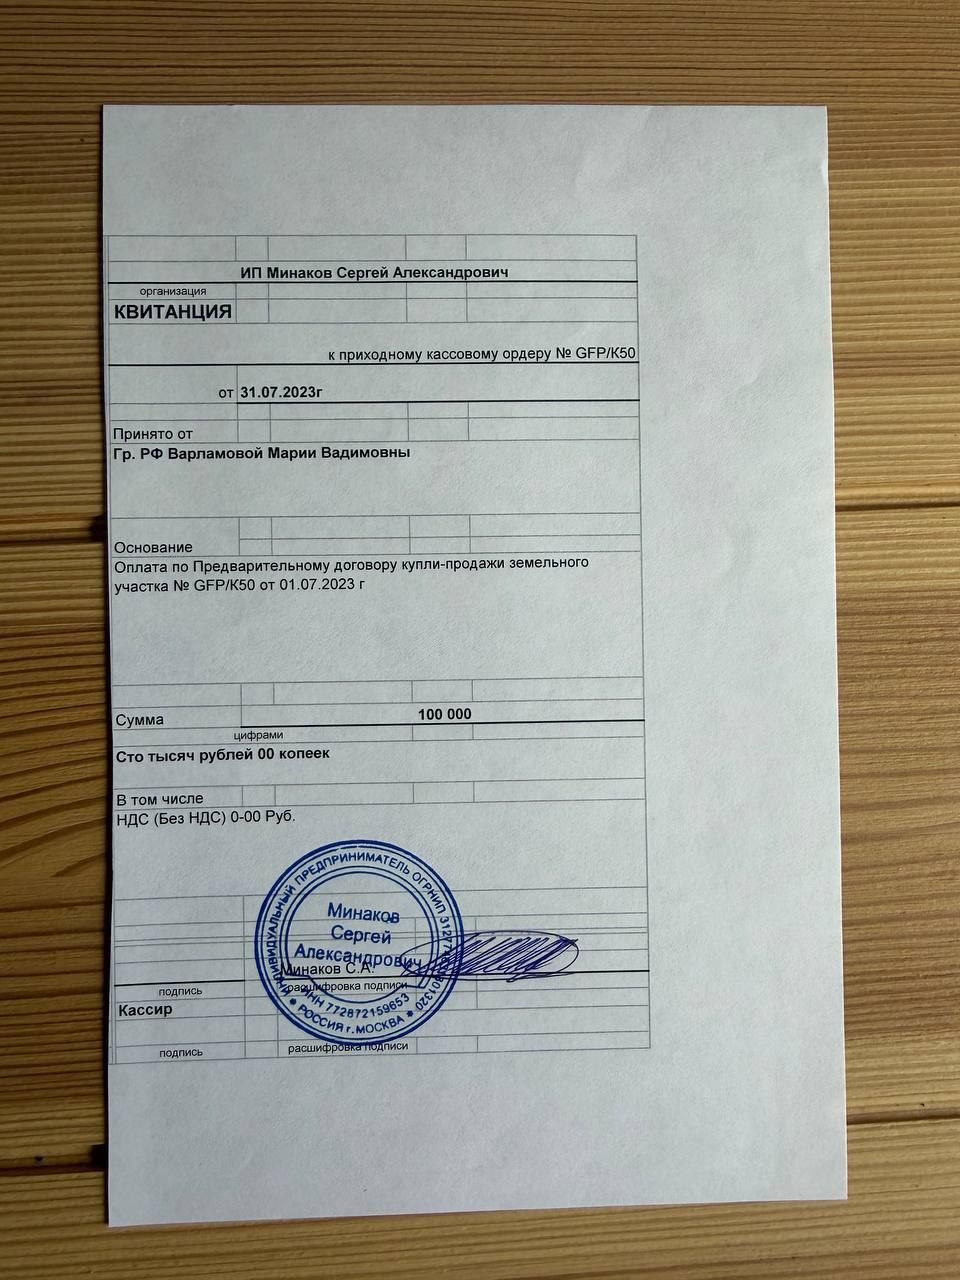 ИП Минаков Сергей Александрович
организация
КВИТАНЦИЯ
к приходному кассовому ордеру № GFP/К50
от 31.07.2023г
Принято от
Гр. РФ Варламовой Марии Вадимовны
Основание
Оплата по Предварительному договору купли-продажи земельного
участка № GFP/К50 от 01.07.2023 г
Сумма 100 000
цифрами
Сто тысяч рублей 00 копеек
В том числе
НДС (Без НДС) 0-00 Руб.
ИНДИВИДУАЛЬНЫЙ ПРЕДПРИНИМАТЕЛЬ ОГРНИП
Минаков
Сергей
Александрович
ИНН 772872159653
РОССИЯ г.МОСКВА
Минаков С.А.
подпись расшифровка подписи
Кассир
подпись расшифровка подписи